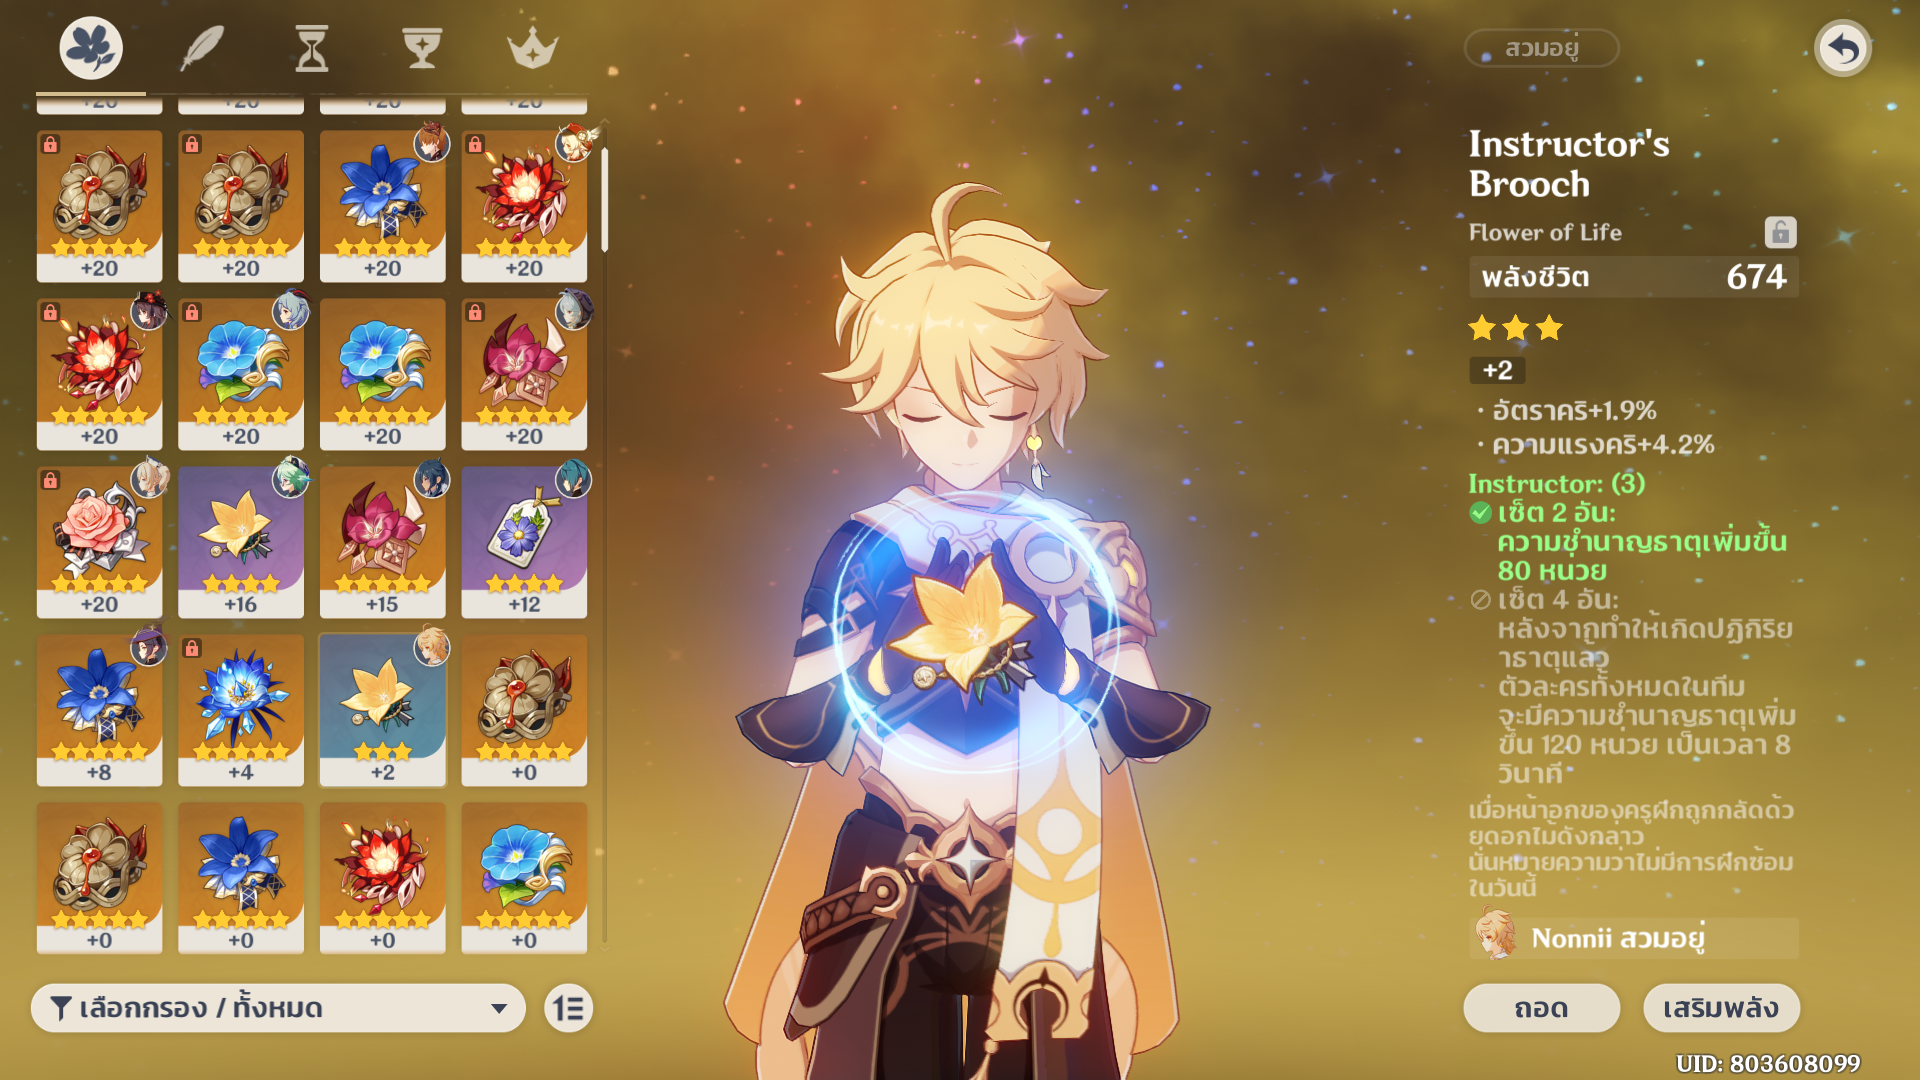 +20 +20 +20 +20
+20 +20 +20 +20
+20 +20 +20 +20
+20 +16 +15 +12
+8 +4 +2 +0
+0 +0 +0 +0
เลือกกรอง / ทั้งหมด
สวมอยู่
Instructor's
Brooch
Flower of Life
พลังชีวิต 674
+2
· อัตราคริ+1.9%
· ความแรงคริ+4.2%
Instructor: (3)
เซ็ต 2 อัน:
ความชำนาญธาตุเพิ่มขึ้น
80 หน่วย
เซ็ต 4 อัน:
หลังจากทำให้เกิดปฏิกิริย
าธาตุแล้ว
ตัวละครทั้งหมดในทีม
จะมีความชำนาญธาตุเพิ่ม
ขึ้น 120 หน่วย เป็นเวลา 8
วินาที
เมื่อหน้าอกของครูฝึกถูกกลัดด้ว
ยดอกไม้ดังกล่าว
นั่นหมายความว่าไม่มีการฝึกซ้อม
ในวันนี้
Nonnii สวมอยู่
ถอด
เสริมพลัง
UID: 803608099